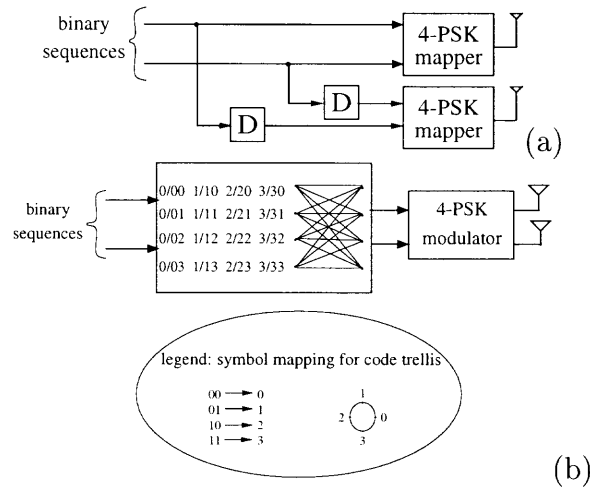 binary
sequences
4-PSK
mapper
D
D
4-PSK
mapper
(a)
binary
sequences
0/00 1/10 2/20 3/30
0/01 1/11 2/21 3/31
0/02 1/12 2/22 3/32
0/03 1/13 2/23 3/33
4-PSK
modulator
legend: symbol mapping for code trellis
00 0
01 1
10 2
11 3
1
2 0
3
(b)